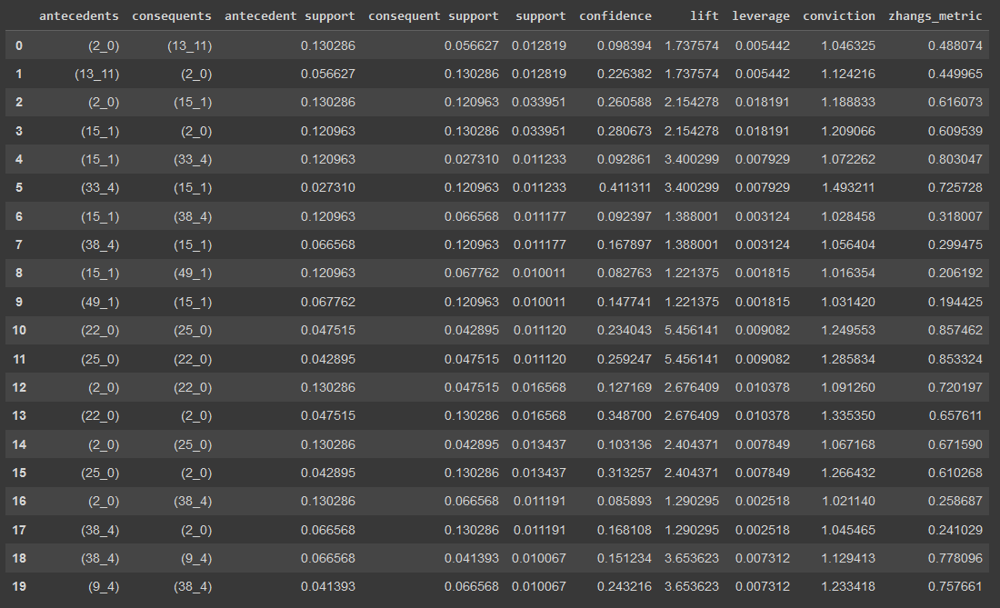 antecedents consequents antecedent support consequent support support confidence lift leverage conviction zhangs_metric
0 (2_0) (13_11) 0.130286 0.056627 0.012819 0.098394 1.737574 0.005442 1.046325 0.488074
1 (13_11) (2_0) 0.056627 0.130286 0.012819 0.226382 1.737574 0.005442 1.124216 0.449965
2 (2_0) (15_1) 0.130286 0.120963 0.033951 0.260588 2.154278 0.018191 1.188833 0.616073
3 (15_1) (2_0) 0.120963 0.130286 0.033951 0.280673 2.154278 0.018191 1.209066 0.609539
4 (15_1) (33_4) 0.120963 0.027310 0.011233 0.092861 3.400299 0.007929 1.072262 0.803047
5 (33_4) (15_1) 0.027310 0.120963 0.011233 0.411311 3.400299 0.007929 1.493211 0.725728
6 (15_1) (38_4) 0.120963 0.066568 0.011177 0.092397 1.388001 0.003124 1.028458 0.318007
7 (38_4) (15_1) 0.066568 0.120963 0.011177 0.167897 1.388001 0.003124 1.056404 0.299475
8 (15_1) (49_1) 0.120963 0.067762 0.010011 0.082763 1.221375 0.001815 1.016354 0.206192
9 (49_1) (15_1) 0.067762 0.120963 0.010011 0.147741 1.221375 0.001815 1.031420 0.194425
10 (22_0) (25_0) 0.047515 0.042895 0.011120 0.234043 5.456141 0.009082 1.249553 0.857462
11 (25_0) (22_0) 0.042895 0.047515 0.011120 0.259247 5.456141 0.009082 1.285834 0.853324
12 (2_0) (22_0) 0.130286 0.047515 0.016568 0.127169 2.676409 0.010378 1.091260 0.720197
13 (22_0) (2_0) 0.047515 0.130286 0.016568 0.348700 2.676409 0.010378 1.335350 0.657611
14 (2_0) (25_0) 0.130286 0.042895 0.013437 0.103136 2.404371 0.007849 1.067168 0.671590
15 (25_0) (2_0) 0.042895 0.130286 0.013437 0.313257 2.404371 0.007849 1.266432 0.610268
16 (2_0) (38_4) 0.130286 0.066568 0.011191 0.085893 1.290295 0.002518 1.021140 0.258687
17 (38_4) (2_0) 0.066568 0.130286 0.011191 0.168108 1.290295 0.002518 1.045465 0.241029
18 (38_4) (9_4) 0.066568 0.041393 0.010067 0.151234 3.653623 0.007312 1.129413 0.778096
19 (9_4) (38_4) 0.041393 0.066568 0.010067 0.243216 3.653623 0.007312 1.233418 0.757661